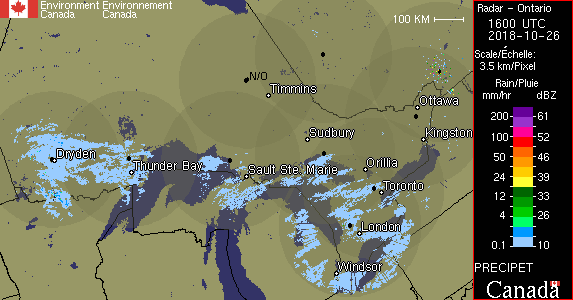 Environment Environnement
Canada Canada
100 KM
N/O
Timmins
Ottawa
Sudbury
Kingston
Dryden
Thunder Bay
Sault Ste. Marie
Orillia
Toronto
London
Windsor
Radar - Ontario
1600 UTC
2018-10-26
Scale/Échelle:
3.5 km/Pixel
Rain/Pluie
mm/hr dBZ
200 61
100 52
50 46
24 39
12 33
4 26
0.1 10
PRECIPET
Canada